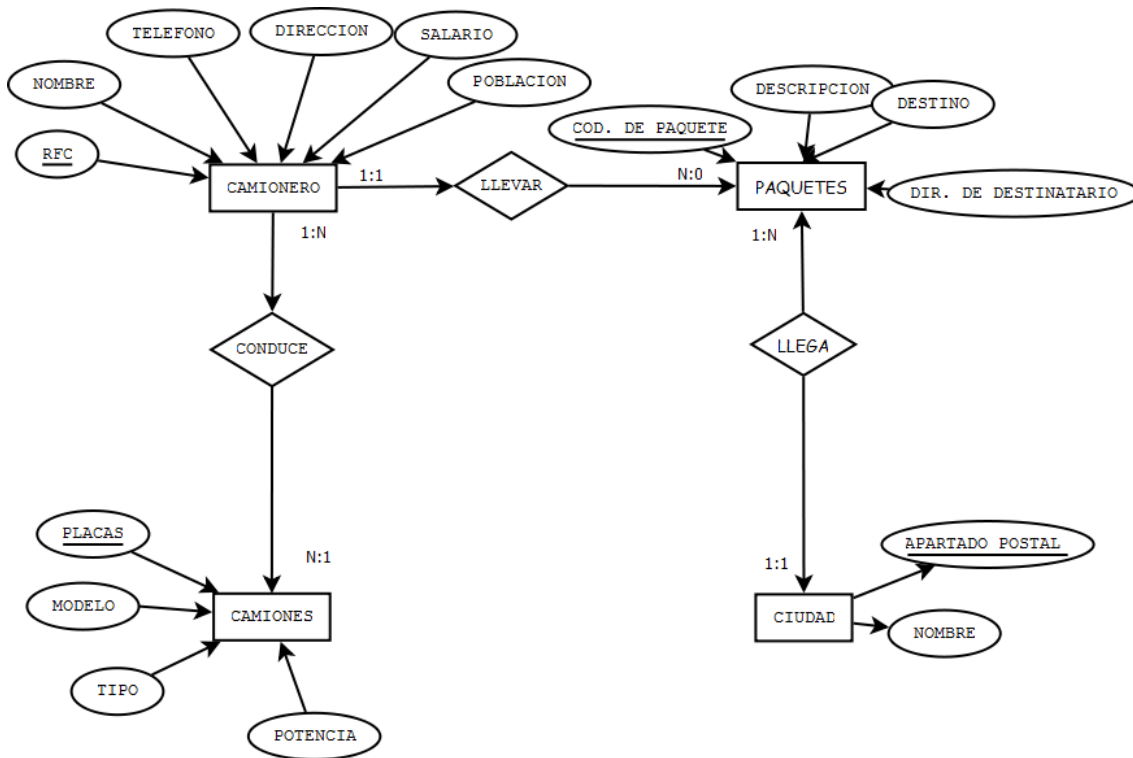 TELEFONO
DIRECCION
SALARIO
NOMBRE
POBLACION
RFC
CAMIONERO
1:1
LLEVAR
N:0
DESCRIPCION
DESTINO
COD. DE PAQUETE
PAQUETES
DIR. DE DESTINATARIO
1:N
1:N
CONDUCE
LLEGA
PLACAS
N:1
1:1
APARTADO POSTAL
MODELO
CAMIONES
CIUDAD
NOMBRE
TIPO
POTENCIA